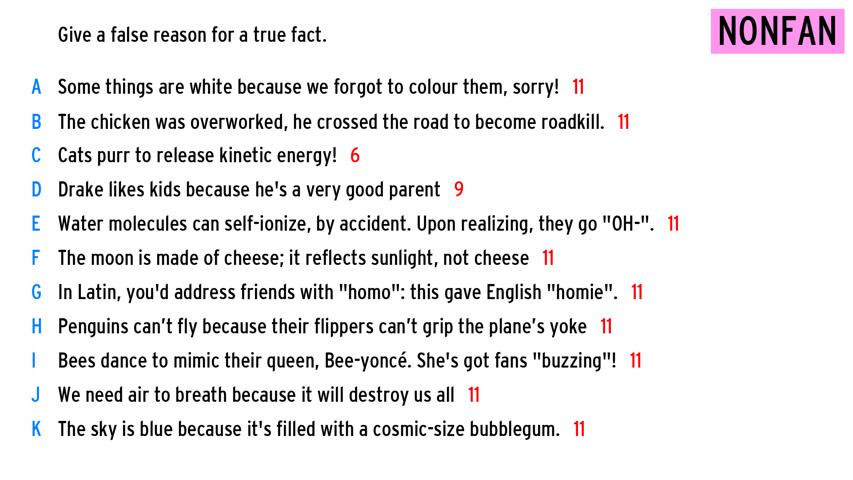 Give a false reason for a true fact.
NONFAN
A Some things are white because we forgot to colour them, sorry! 11
B The chicken was overworked, he crossed the road to become roadkill. 11
C Cats purr to release kinetic energy! 6
D Drake likes kids because he's a very good parent 9
E Water molecules can self-ionize, by accident. Upon realizing, they go "OH-". 11
F The moon is made of cheese; it reflects sunlight, not cheese 11
G In Latin, you'd address friends with "homo": this gave English "homie". 11
H Penguins can’t fly because their flippers can’t grip the plane’s yoke 11
I Bees dance to mimic their queen, Bee-yoncé. She's got fans "buzzing"! 11
J We need air to breath because it will destroy us all 11
K The sky is blue because it's filled with a cosmic-size bubblegum. 11